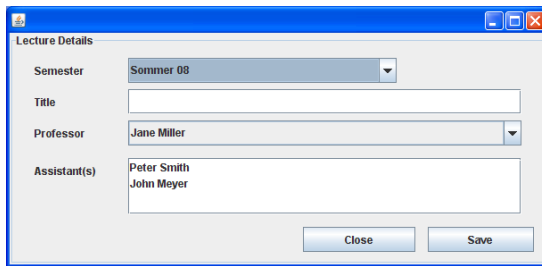 Lecture Details
Semester Sommer 08
Title
Professor Jane Miller
Assistant(s) Peter Smith
John Meyer
Close Save